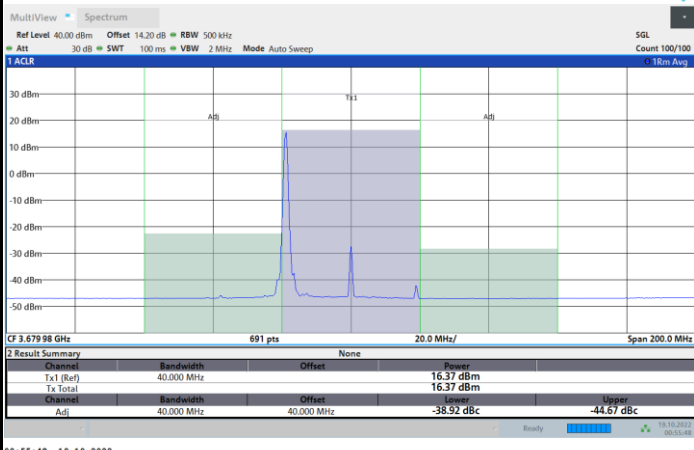 MultiView Spectrum
Ref Level 40.00 dBm Offset 14.20 dB RBW 500 kHz SGL
Att 30 dB SWT 100 ms VBW 2 MHz Mode Auto Sweep Count 100/100
1 ACLR 1Rm Avg
30 dBm
Tx1
20 dBm Adj Adj
10 dBm
0 dBm
-10 dBm
-20 dBm
-30 dBm
-40 dBm
-50 dBm
CF 3.679 98 GHz 691 pts 20.0 MHz/ Span 200.0 MHz
2 Result Summary None
Channel Bandwidth Offset Power
Tx1 (Ref) 40.000 MHz 16.37 dBm
Tx Total 16.37 dBm
Channel Bandwidth Offset Lower Upper
Adj 40.000 MHz 40.000 MHz -38.92 dBc -44.67 dBc
Ready 19.10.2022
00:55:48